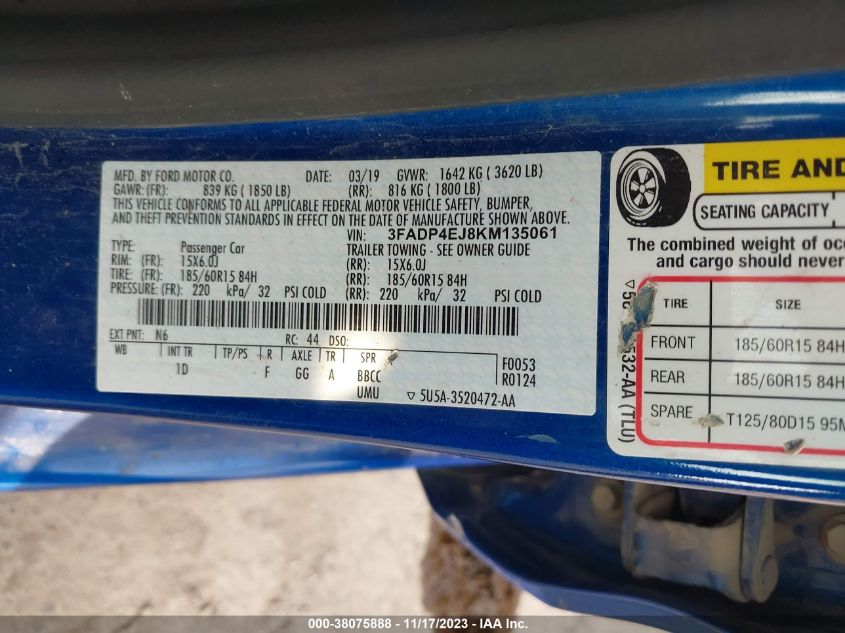 MFD. BY FORD MOTOR CO. DATE: 03/19 GVWR: 1642 KG ( 3620 LB)
GAWR: (FR): 839 KG ( 1850 LB) (RR): 816 KG ( 1800 LB)
THIS VEHICLE CONFORMS TO ALL APPLICABLE FEDERAL MOTOR VEHICLE SAFETY, BUMPER,
AND THEFT PREVENTION STANDARDS IN EFFECT ON THE DATE OF MANUFACTURE SHOWN ABOVE.
VIN: 3FADP4EJ8KM135061
TYPE: Passenger Car TRAILER TOWING - SEE OWNER GUIDE
RIM: (FR): 15X6.0J (RR): 15X6.0J
TIRE: (FR): 185/60R15 84H (RR): 185/60R15 84H
PRESSURE: (FR): 220 kPa/ 32 PSI COLD (RR): 220 kPa/ 32 PSI COLD
EXT PNT: N6 RC: 44 DSO:
WB INT TR TP/PS R AXLE TR SPR F0053
1D F GG A BBCC R0124
UMU ▽ 5U5A-3520472-AA
TIRE AND
SEATING CAPACITY
The combined weight of occ
and cargo should never
TIRE SIZE
FRONT 185/60R15 84H
REAR 185/60R15 84H
SPARE T125/80D15 95M
532-AA (TLU)
000-38075888 - 11/17/2023 - IAAI.com